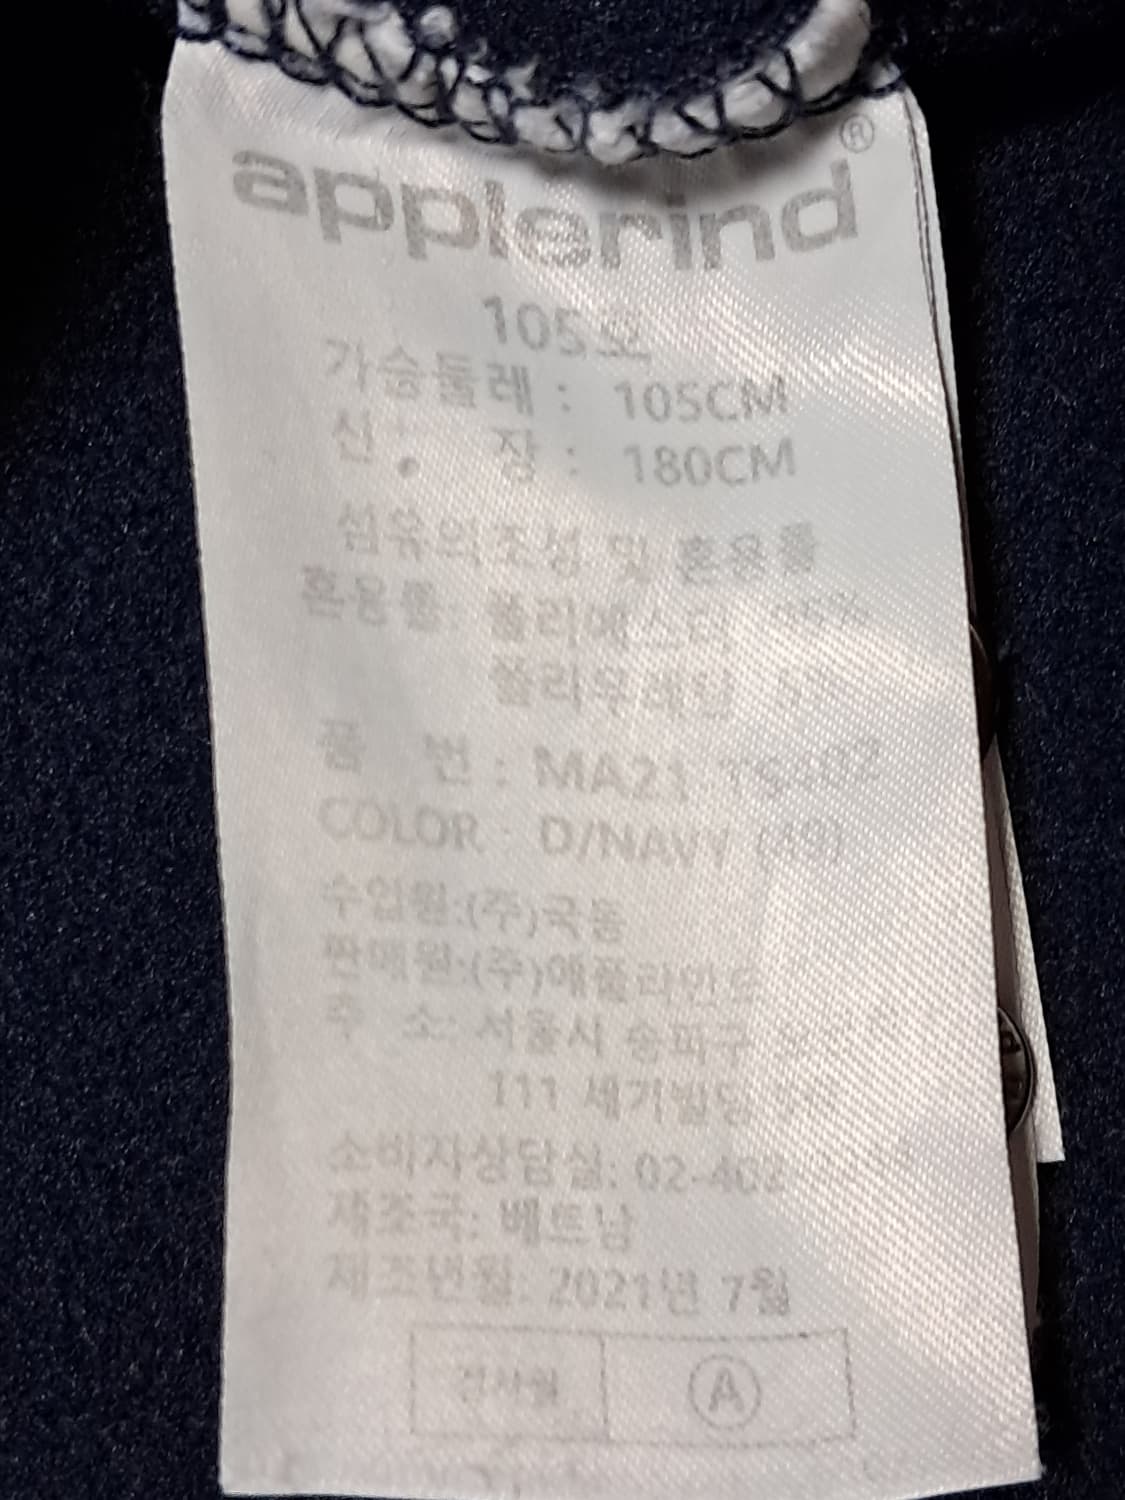 applerind®
105호
가슴둘레 : 105CM
신 장 : 180CM
섬유의조성 및 혼용률
혼용률: 폴리에스터
폴리우레탄
품 번 : MA21
COLOR : D/NAVY (49)
수입원:(주)국동
판매원:(주)애플라인드
주 소: 서울시 송파구
111 세기빌딩
소비자상담실: 02-402
제조국: 베트남
제조년월: 2021년 7월
검사필 A